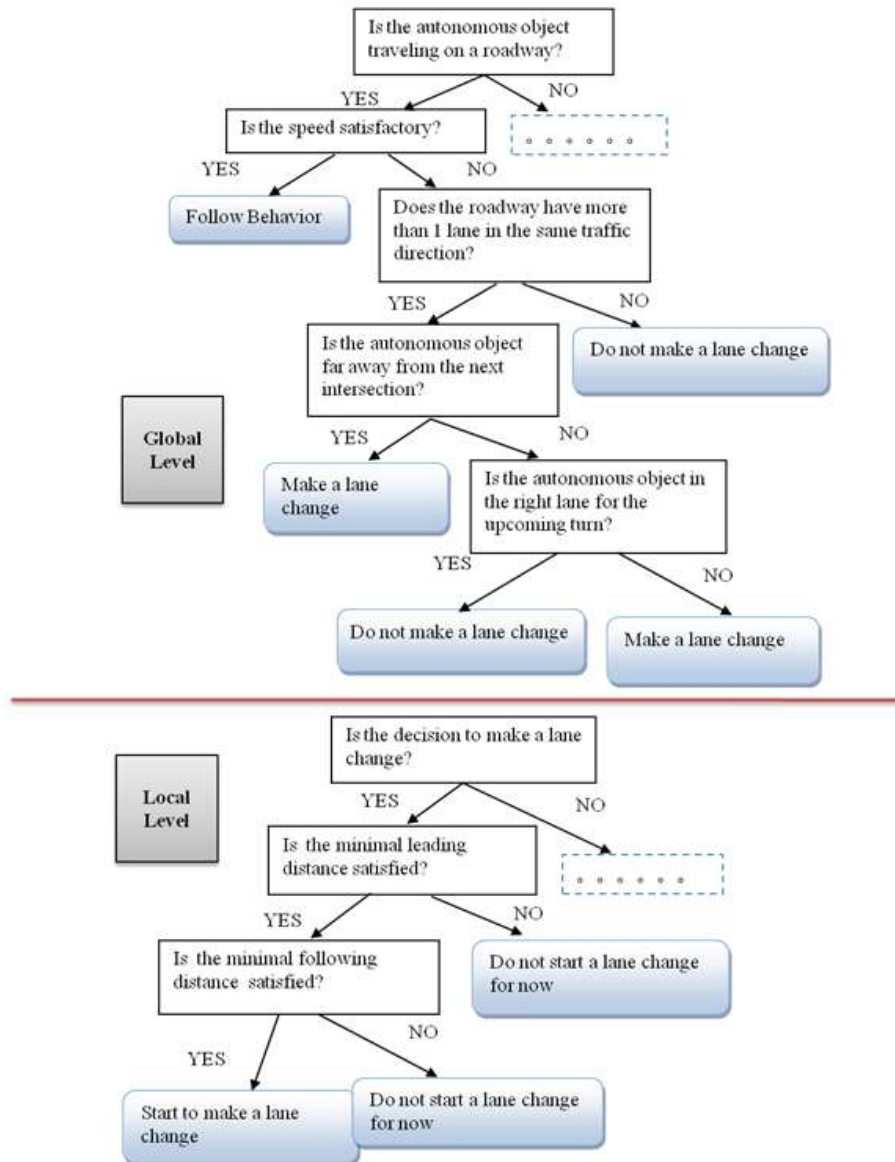 Is the autonomous object
traveling on a roadway?
YES
NO
Is the speed satisfactory?
YES
NO
Follow Behavior
Does the roadway have more
than 1 lane in the same traffic
direction?
YES
NO
Is the autonomous object
far away from the next
intersection?
Do not make a lane change
Global
Level
YES
NO
Make a lane
change
Is the autonomous object in
the right lane for the
upcoming turn?
YES
NO
Do not make a lane change
Make a lane change
Is the decision to make a lane
change?
Local
Level
YES
NO
Is the minimal leading
distance satisfied?
YES
NO
Is the minimal following
distance satisfied?
Do not start a lane change
for now
YES
NO
Start to make a lane
change
Do not start a lane change
for now